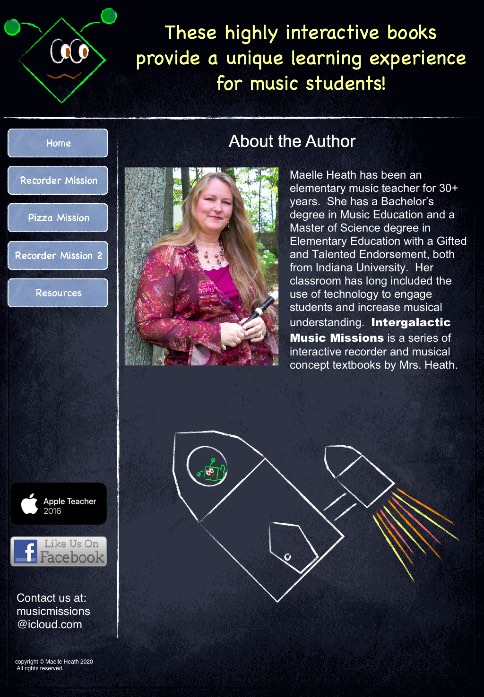 These highly interactive books
provide a unique learning experience
for music students!
Home
Recorder Mission
Pizza Mission
Recorder Mission 2
Resources
About the Author
Maelle Heath has been an
elementary music teacher for 30+
years.  She has a Bachelor's
degree in Music Education and a
Master of Science degree in
Elementary Education with a Gifted
and Talented Endorsement, both
from Indiana University.  Her
classroom has long included the
use of technology to engage
students and increase musical
understanding.  Intergalactic
Music Missions is a series of
interactive recorder and musical
concept textbooks by Mrs. Heath.
Apple Teacher
2016
f
Like Us On
Facebook
Contact us at:
musicmissions
@icloud.com
copyright © Maelle Heath 2020
All rights reserved.